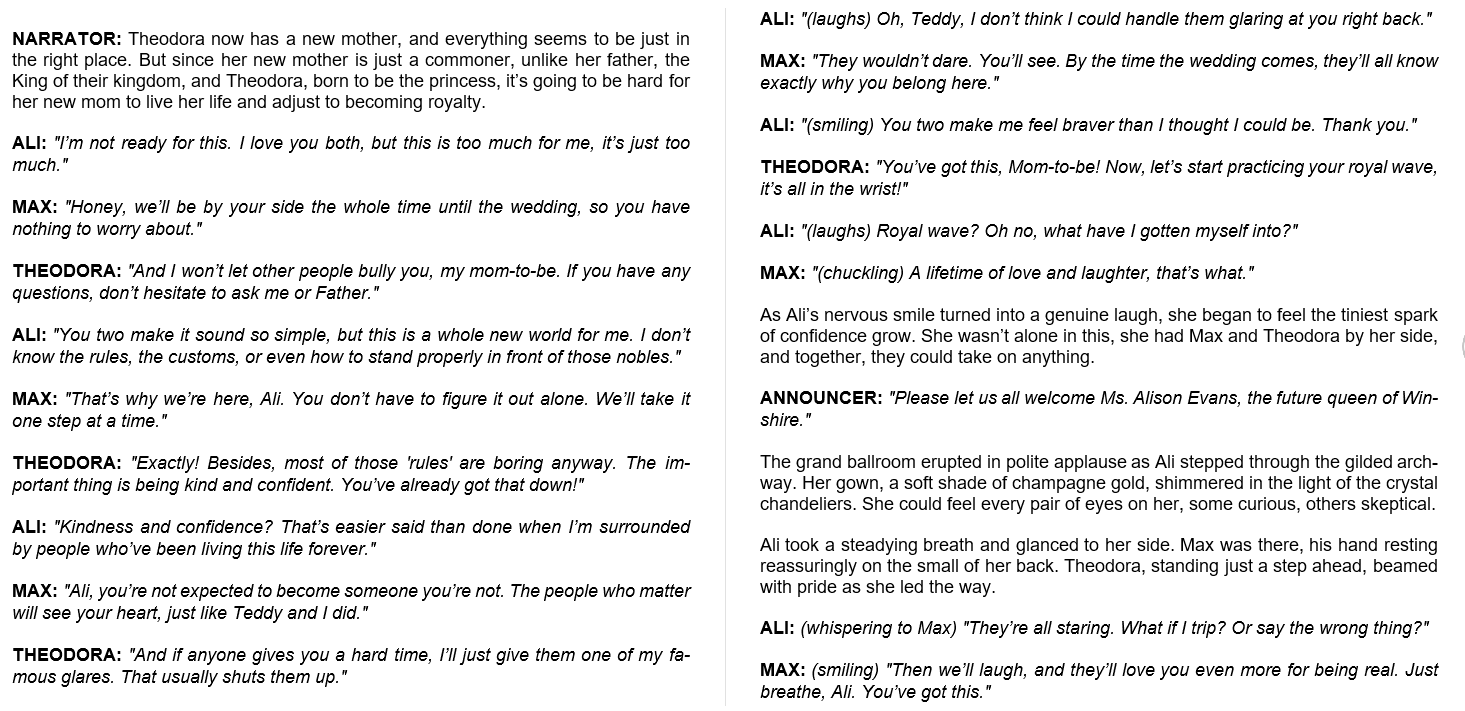 NARRATOR: Theodora now has a new mother, and everything seems to be just in
the right place. But since her new mother is just a commoner, unlike her father, the
King of their kingdom, and Theodora, born to be the princess, it’s going to be hard for
her new mom to live her life and adjust to becoming royalty.
ALI: "I’m not ready for this. I love you both, but this is too much for me, it’s just too
much."
MAX: "Honey, we’ll be by your side the whole time until the wedding, so you have
nothing to worry about."
THEODORA: "And I won’t let other people bully you, my mom-to-be. If you have any
questions, don’t hesitate to ask me or Father."
ALI: "You two make it sound so simple, but this is a whole new world for me. I don’t
know the rules, the customs, or even how to stand properly in front of those nobles."
MAX: "That’s why we’re here, Ali. You don’t have to figure it out alone. We’ll take it
one step at a time."
THEODORA: "Exactly! Besides, most of those 'rules' are boring anyway. The im-
portant thing is being kind and confident. You’ve already got that down!"
ALI: "Kindness and confidence? That’s easier said than done when I’m surrounded
by people who’ve been living this life forever."
MAX: "Ali, you’re not expected to become someone you’re not. The people who matter
will see your heart, just like Teddy and I did."
THEODORA: "And if anyone gives you a hard time, I’ll just give them one of my fa-
mous glares. That usually shuts them up."
ALI: "(laughs) Oh, Teddy, I don’t think I could handle them glaring at you right back."
MAX: "They wouldn’t dare. You’ll see. By the time the wedding comes, they’ll all know
exactly why you belong here."
ALI: "(smiling) You two make me feel braver than I thought I could be. Thank you."
THEODORA: "You’ve got this, Mom-to-be! Now, let’s start practicing your royal wave,
it’s all in the wrist!"
ALI: "(laughs) Royal wave? Oh no, what have I gotten myself into?"
MAX: "(chuckling) A lifetime of love and laughter, that’s what."
As Ali’s nervous smile turned into a genuine laugh, she began to feel the tiniest spark
of confidence grow. She wasn’t alone in this, she had Max and Theodora by her side,
and together, they could take on anything.
ANNOUNCER: "Please let us all welcome Ms. Alison Evans, the future queen of Win-
shire."
The grand ballroom erupted in polite applause as Ali stepped through the gilded arch-
way. Her gown, a soft shade of champagne gold, shimmered in the light of the crystal
chandeliers. She could feel every pair of eyes on her, some curious, others skeptical.
Ali took a steadying breath and glanced to her side. Max was there, his hand resting
reassuringly on the small of her back. Theodora, standing just a step ahead, beamed
with pride as she led the way.
ALI: (whispering to Max) "They’re all staring. What if I trip? Or say the wrong thing?"
MAX: (smiling) "Then we’ll laugh, and they’ll love you even more for being real. Just
breathe, Ali. You’ve got this."